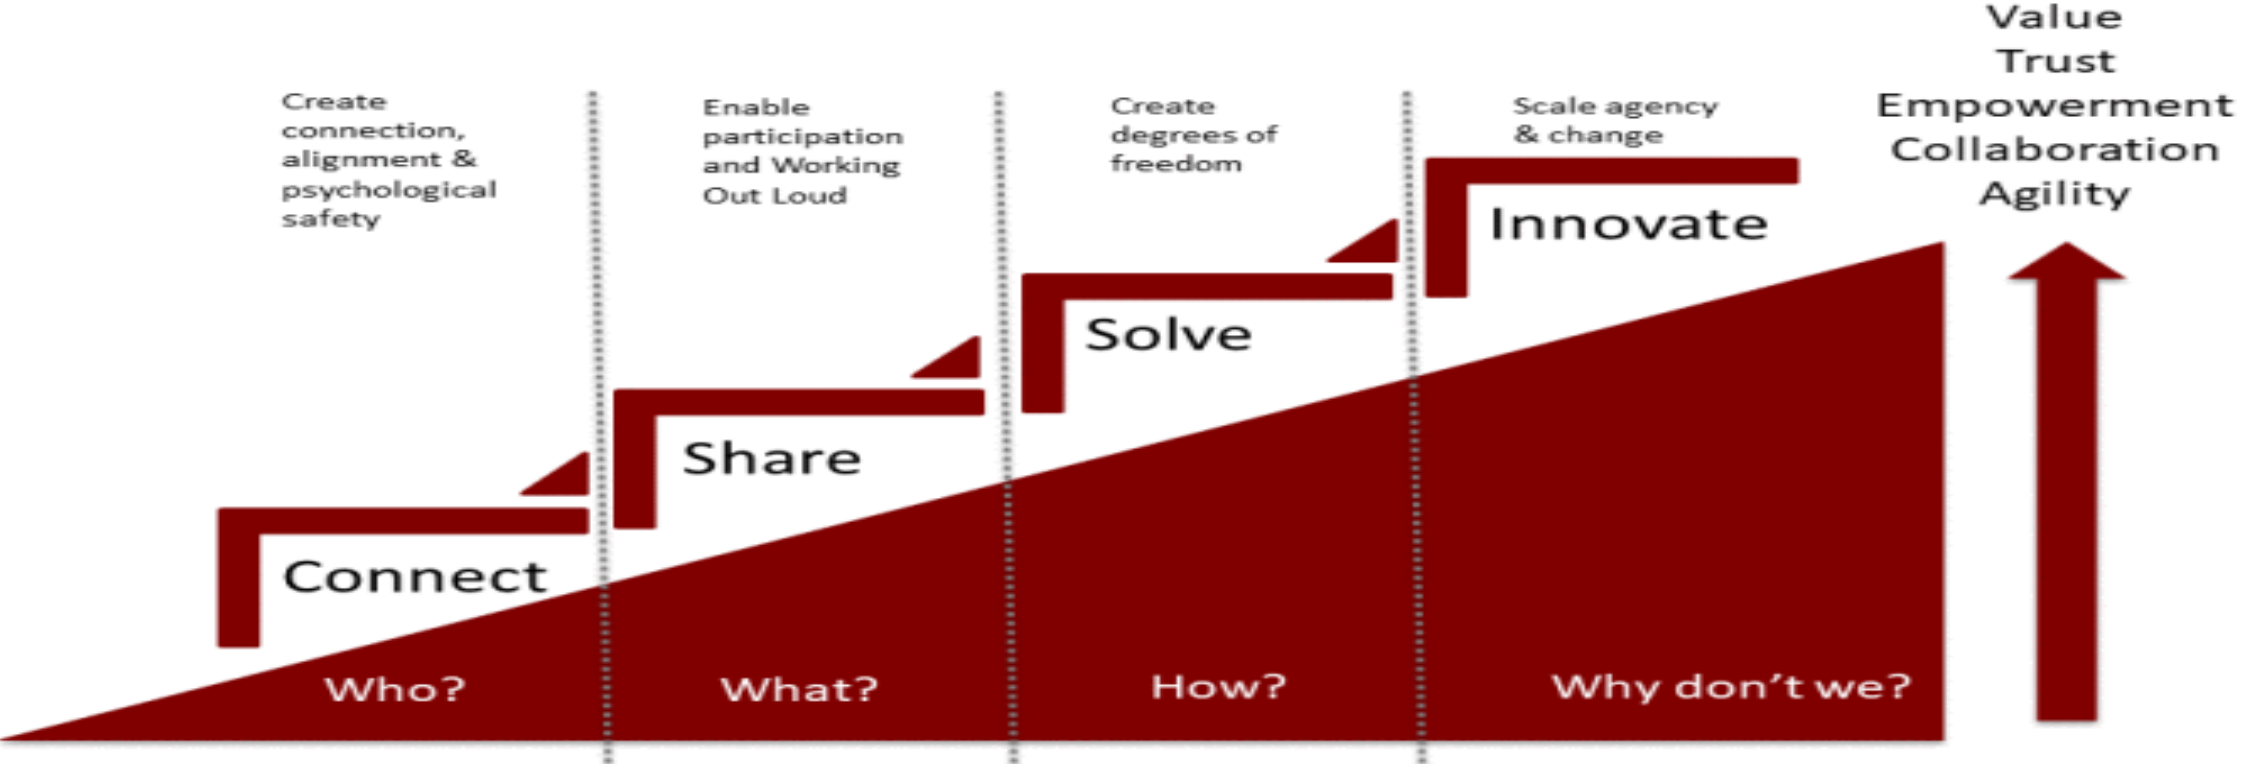 Value
Trust
Empowerment
Collaboration
Agility
Create
connection,
alignment &
psychological
safety
Enable
participation
and Working
Out Loud
Create
degrees of
freedom
Scale agency
& change
Innovate
Solve
Share
Connect
Who?
What?
How?
Why don’t we?